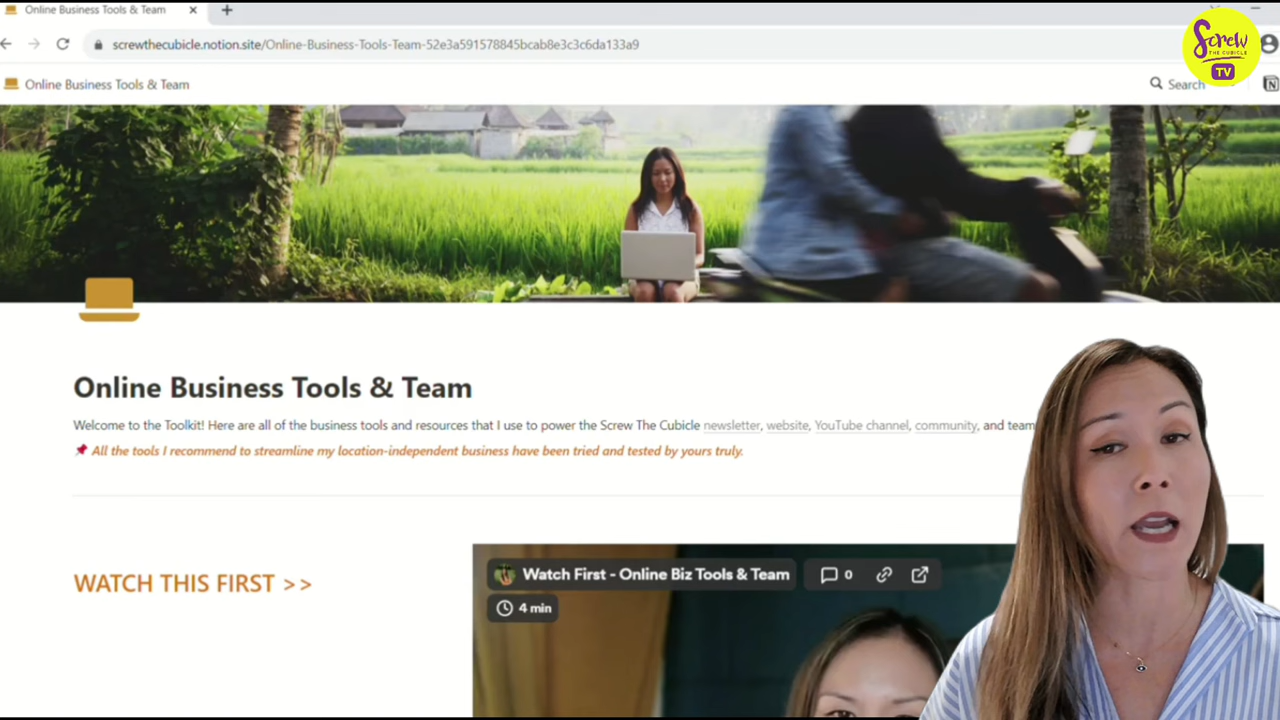 Online Business Tools & Team
screwthecubicle.notion.site/Online-Business-Tools-Team-52e3a591578845bcab8e3c3c6da133a9
Screw
THE CUBICLE
TV
Online Business Tools & Team
Search
Online Business Tools & Team
Welcome to the Toolkit! Here are all of the business tools and resources that I use to power the Screw The Cubicle newsletter, website, YouTube channel, community, and team
All the tools I recommend to streamline my location-independent business have been tried and tested by yours truly.
WATCH THIS FIRST >>
Watch First - Online Biz Tools & Team
0
4 min